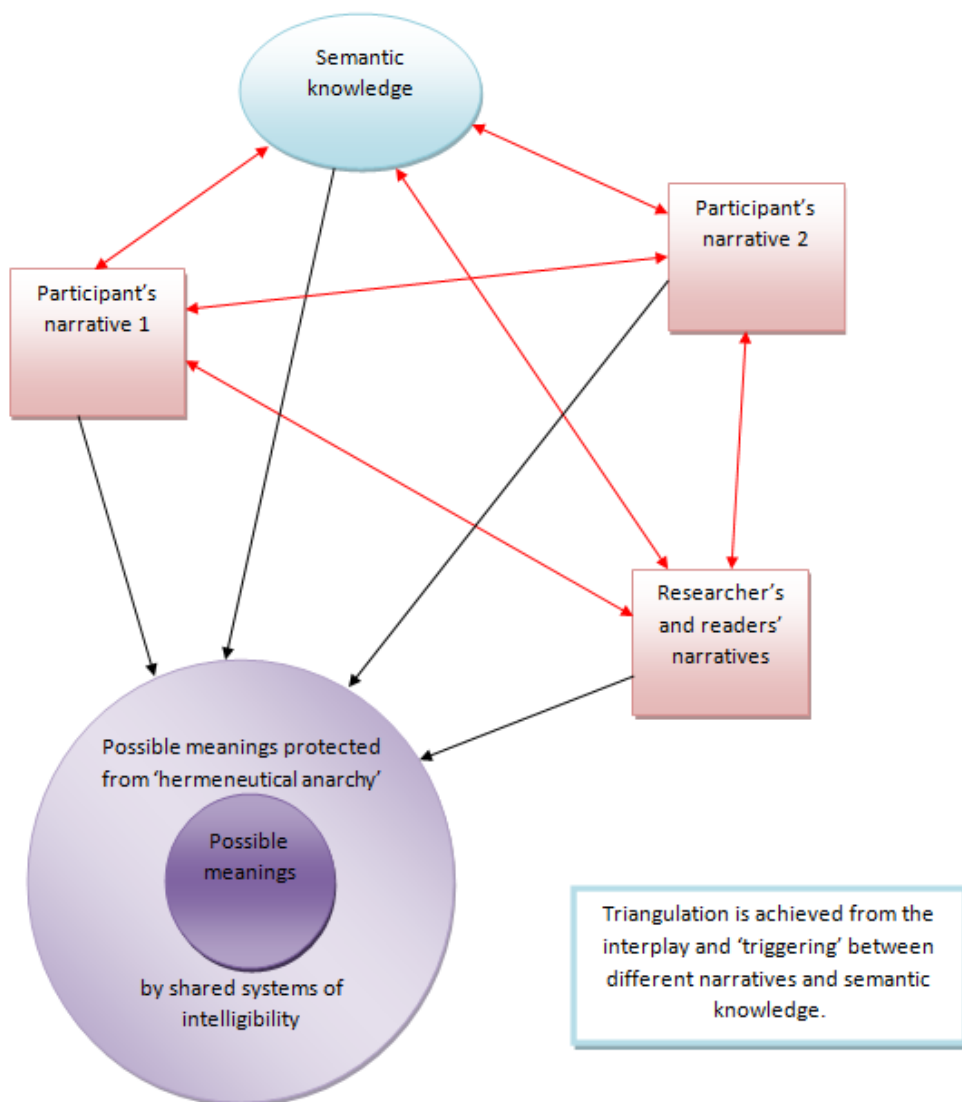 Semantic
knowledge
Participant’s
narrative 2
Participant’s
narrative 1
Researcher’s
and readers’
narratives
Possible meanings protected
from ‘hermeneutical anarchy’
Possible
meanings
by shared systems of
intelligibility
Triangulation is achieved from the
interplay and ‘triggering’ between
different narratives and semantic
knowledge.